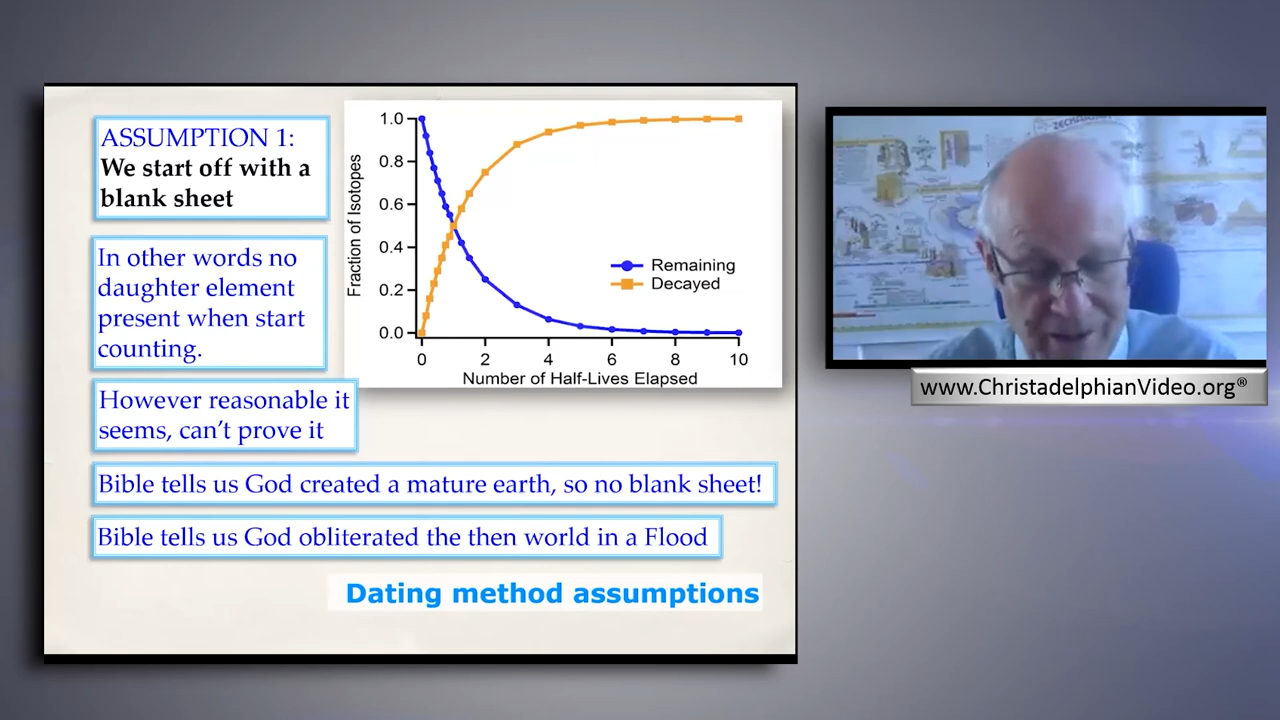 ASSUMPTION 1:
We start off with a
blank sheet
In other words no
daughter element
present when start
counting.
However reasonable it
seems, can't prove it
Bible tells us God created a mature earth, so no blank sheet!
Bible tells us God obliterated the then world in a Flood
Dating method assumptions
Fraction of Isotopes
1.0
0.8
0.6
0.4
0.2
0.0
0 2 4 6 8 10
Number of Half-Lives Elapsed
Remaining
Decayed
ZECHARIAH
www.ChristadelphianVideo.org®